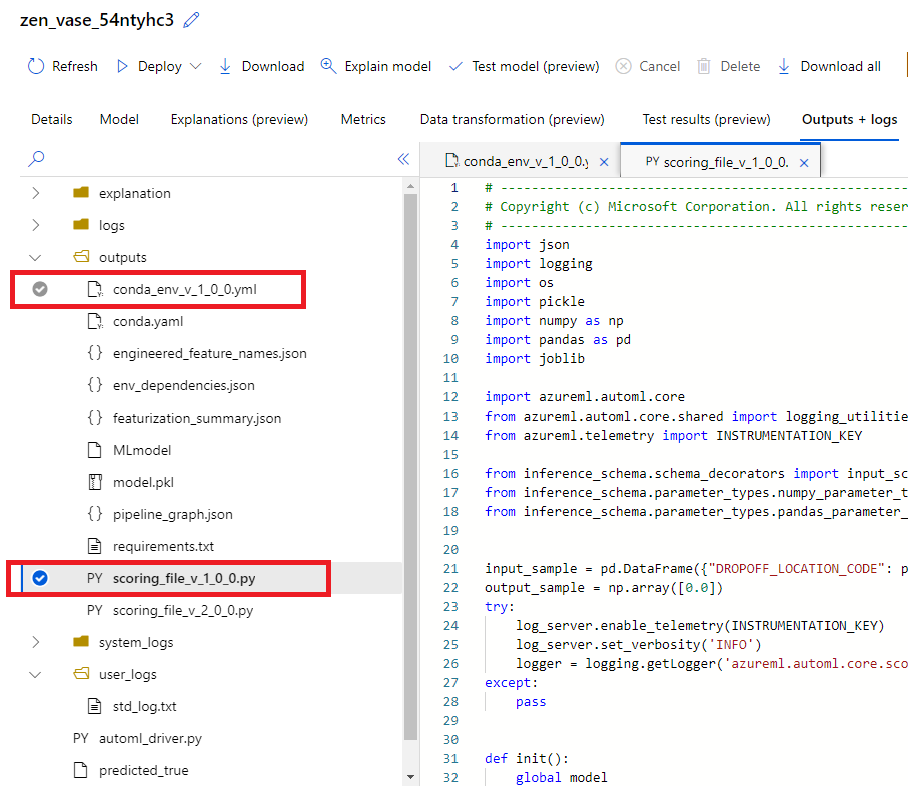 zen_vase_54ntyhc3
Refresh Deploy Download Explain model Test model (preview) Cancel Delete Download all
Details Model Explanations (preview) Metrics Data transformation (preview) Test results (preview) Outputs + logs
explanation
logs
outputs
conda_env_v_1_0_0.yml
conda.yaml
{} engineered_feature_names.json
{} env_dependencies.json
{} featurization_summary.json
MLmodel
model.pkl
{} pipeline_graph.json
requirements.txt
PY scoring_file_v_1_0_0.py
PY scoring_file_v_2_0_0.py
system_logs
user_logs
std_log.txt
PY automl_driver.py
predicted_true
conda_env_v_1_0_0.y
PY scoring_file_v_1_0_0.
1 # -------------------------------------------------------
2 # Copyright (c) Microsoft Corporation. All rights reser
3 # -------------------------------------------------------
4 import json
5 import logging
6 import os
7 import pickle
8 import numpy as np
9 import pandas as pd
10 import joblib
11
12 import azureml.automl.core
13 from azureml.automl.core.shared import logging_utilitie
14 from azureml.telemetry import INSTRUMENTATION_KEY
15
16 from inference_schema.schema_decorators import input_sc
17 from inference_schema.parameter_types.numpy_parameter_t
18 from inference_schema.parameter_types.pandas_parameter_
19
20
21 input_sample = pd.DataFrame({"DROPOFF_LOCATION_CODE": p
22 output_sample = np.array([0.0])
23 try:
24 log_server.enable_telemetry(INSTRUMENTATION_KEY)
25 log_server.set_verbosity('INFO')
26 logger = logging.getLogger('azureml.automl.core.sco
27 except:
28 pass
29
30
31 def init():
32 global model